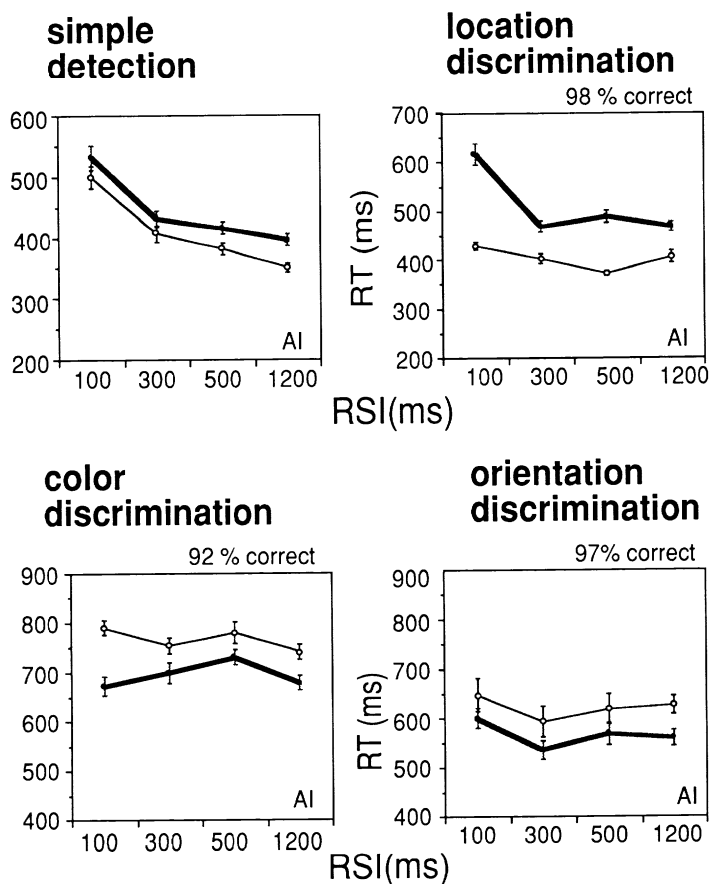 simple
detection
600
500
400
300
200
AI
100 300 500 1200
location
discrimination
98 % correct
700
600
500
400
300
200
RT (ms)
AI
100 300 500 1200
RSI(ms)
color
discrimination
92 % correct
900
800
700
600
500
400
AI
100 300 500 1200
orientation
discrimination
97% correct
900
800
700
600
500
400
RT (ms)
AI
100 300 500 1200
RSI(ms)